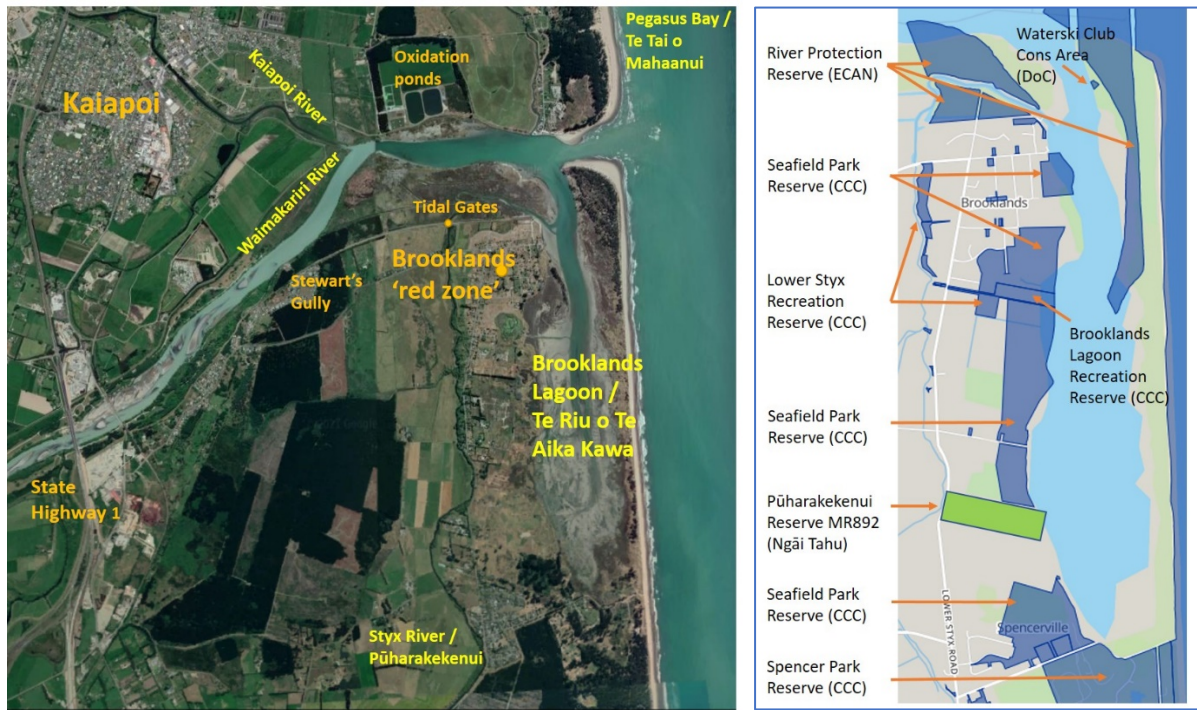 Pegasus Bay /
Te Tai o
Mahaanui
Oxidation
ponds
Kaiapoi River
Kaiapoi
Waimakariri River
Tidal Gates
Brooklands
‘red zone’
Stewart’s
Gully
Brooklands
Lagoon /
Te Riu o Te
Aika Kawa
State
Highway 1
Styx River /
Pūharakekenui
River Protection
Reserve (ECAN)
Waterski Club
Cons Area
(DoC)
Seafield Park
Reserve (CCC)
Brooklands
Lower Styx
Recreation
Reserve (CCC)
Brooklands
Lagoon
Recreation
Reserve (CCC)
Seafield Park
Reserve (CCC)
Pūharakekenui
Reserve MR892
(Ngāi Tahu)
Seafield Park
Reserve (CCC)
LOWER STYX ROAD
Spencerville
Spencer Park
Reserve (CCC)